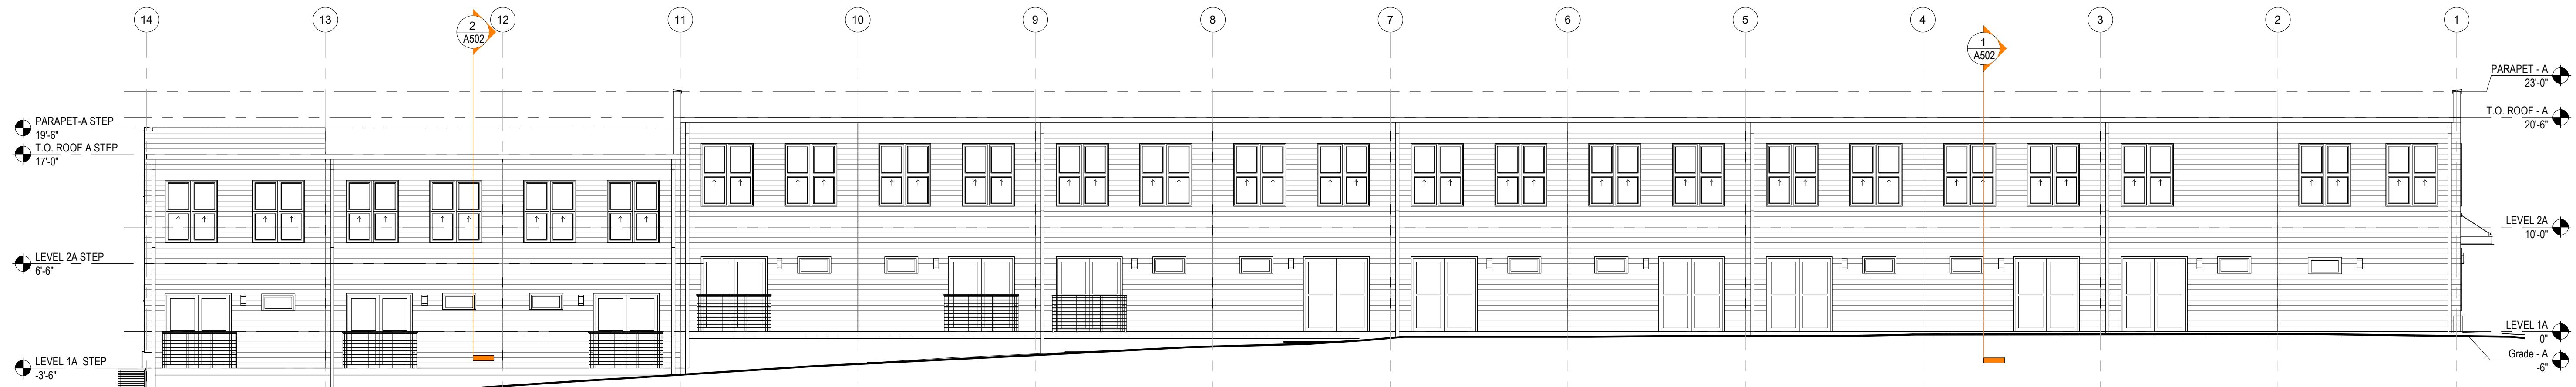 14
13
12
11
10
9
8
7
6
5
4
3
2
1
2
A502
1
A502
PARAPET - A
23'-0"
T.O. ROOF - A
20'-6"
LEVEL 2A
10'-0"
LEVEL 1A
0"
Grade - A
-6"
PARAPET-A STEP
19'-6"
T.O. ROOF A STEP
17'-0"
LEVEL 2A STEP
6'-6"
LEVEL 1A STEP
-3'-6"